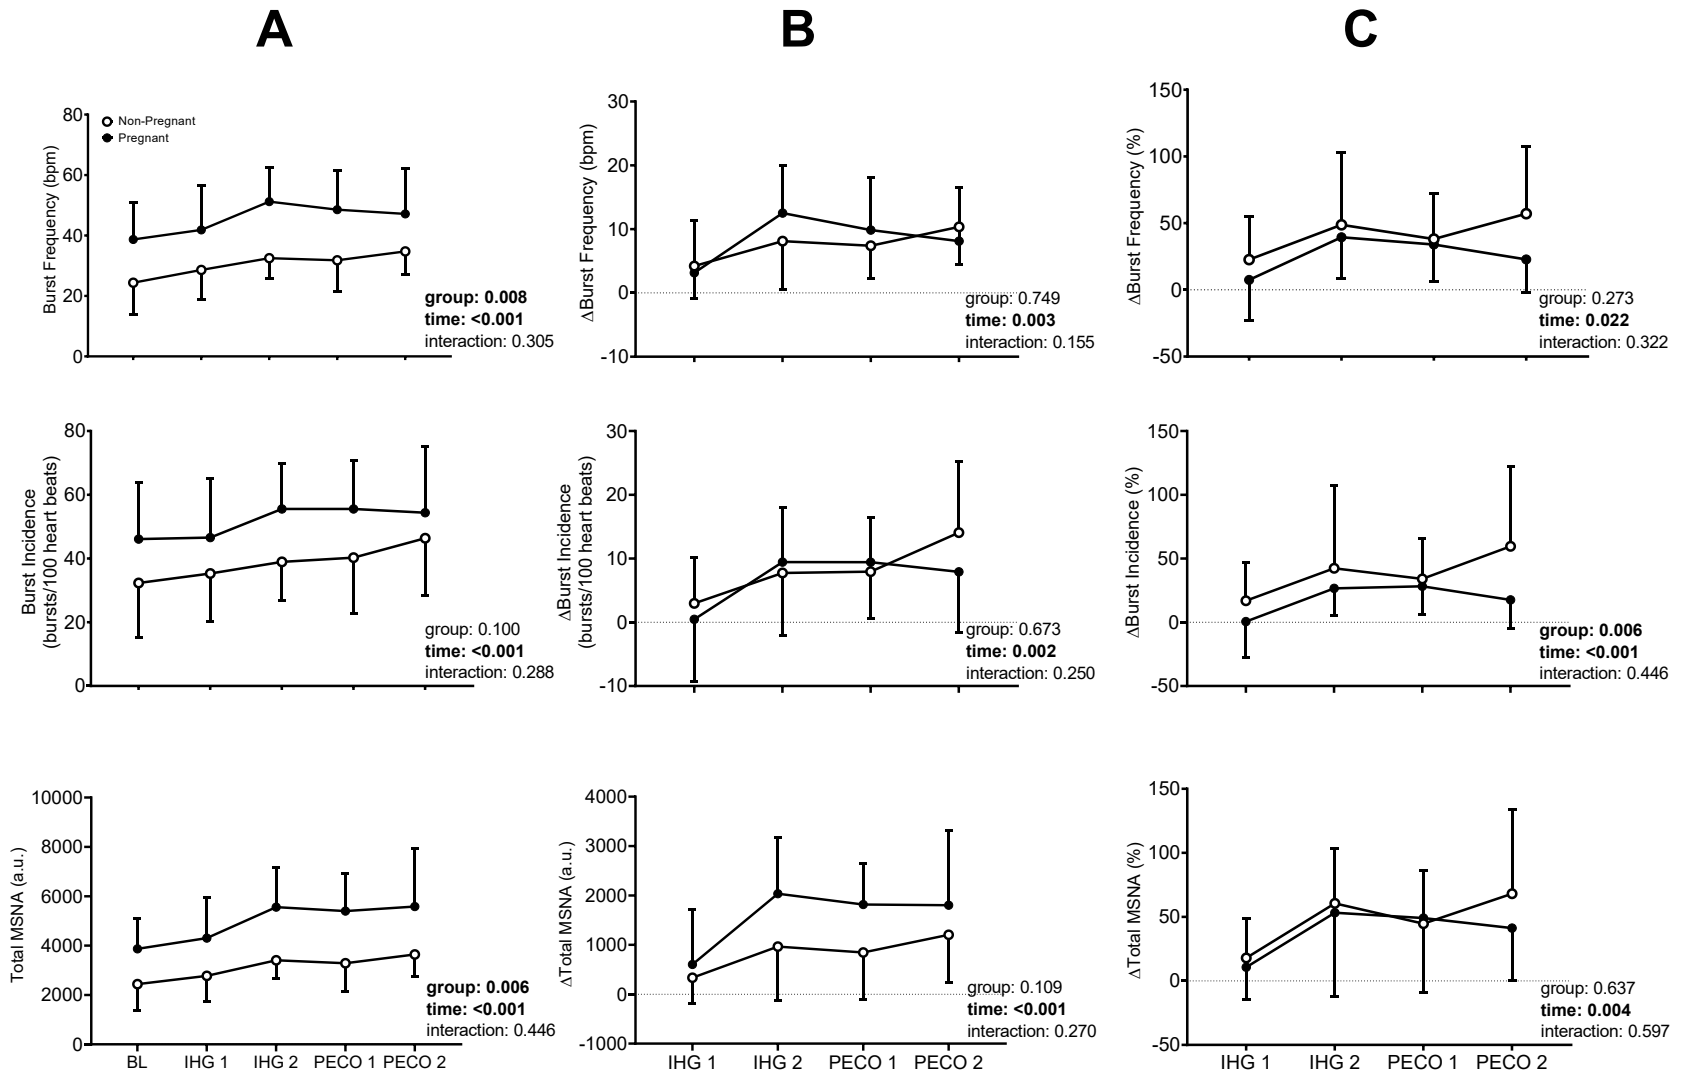 A
B
C
80
60
40
20
0
Burst Frequency (bpm)
Non-Pregnant
Pregnant
group: 0.008
time: <0.001
interaction: 0.305
30
20
10
0
-10
ΔBurst Frequency (bpm)
group: 0.749
time: 0.003
interaction: 0.155
150
100
50
0
-50
ΔBurst Frequency (%)
group: 0.273
time: 0.022
interaction: 0.322
80
60
40
20
0
Burst Incidence
(bursts/100 heart beats)
group: 0.100
time: <0.001
interaction: 0.288
30
20
10
0
-10
ΔBurst Incidence
(bursts/100 heart beats)
group: 0.673
time: 0.002
interaction: 0.250
150
100
50
0
-50
ΔBurst Incidence (%)
group: 0.006
time: <0.001
interaction: 0.446
10000
8000
6000
4000
2000
0
Total MSNA (a.u.)
group: 0.006
time: <0.001
interaction: 0.446
BL
IHG 1
IHG 2
PECO 1
PECO 2
4000
3000
2000
1000
0
-1000
ΔTotal MSNA (a.u.)
group: 0.109
time: <0.001
interaction: 0.270
IHG 1
IHG 2
PECO 1
PECO 2
150
100
50
0
-50
ΔTotal MSNA (%)
group: 0.637
time: 0.004
interaction: 0.597
IHG 1
IHG 2
PECO 1
PECO 2